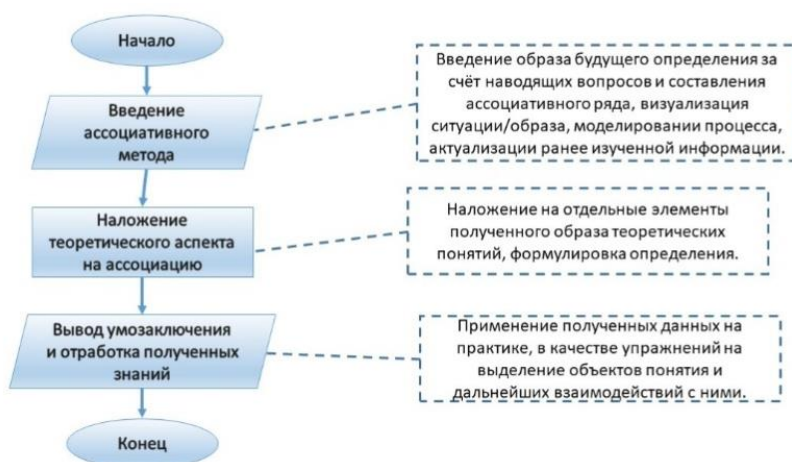 Начало
Введение
ассоциативного
метода
Введение образа будущего определения за
счёт наводящих вопросов и составления
ассоциативного ряда, визуализация
ситуации/образа, моделировании процесса,
актуализации ранее изученной информации.
Наложение
теоретического аспекта
на ассоциацию
Наложение на отдельные элементы
полученного образа теоретических
понятий, формулировка определения.
Вывод умозаключения
и отработка полученных
знаний
Применение полученных данных на
практике, в качестве упражнений на
выделение объектов понятия и
дальнейших взаимодействий с ними.
Конец